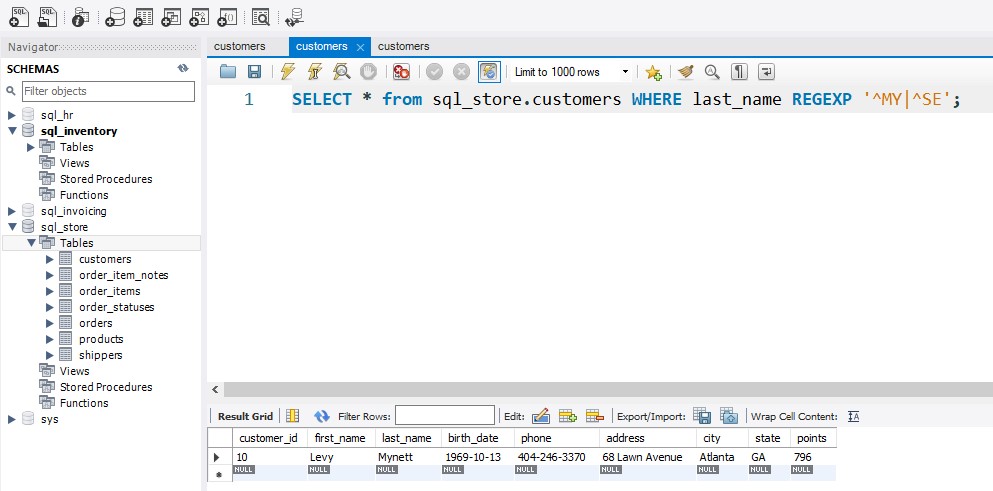 customers customers customers
Navigator
SCHEMAS
Filter objects
sql_hr
sql_inventory
Tables
Views
Stored Procedures
Functions
sql_invoicing
sql_store
Tables
customers
order_item_notes
order_items
order_statuses
orders
products
shippers
Views
Stored Procedures
Functions
sys
Limit to 1000 rows
1 SELECT * from sql_store.customers WHERE last_name REGEXP '^MY|^SE';
Result Grid Filter Rows: Edit: Export/Import: Wrap Cell Content: IA
customer_id first_name last_name birth_date phone address city state points
10 Levy Mynett 1969-10-13 404-246-3370 68 Lawn Avenue Atlanta GA 796
NULL NULL NULL NULL NULL NULL NULL NULL NULL